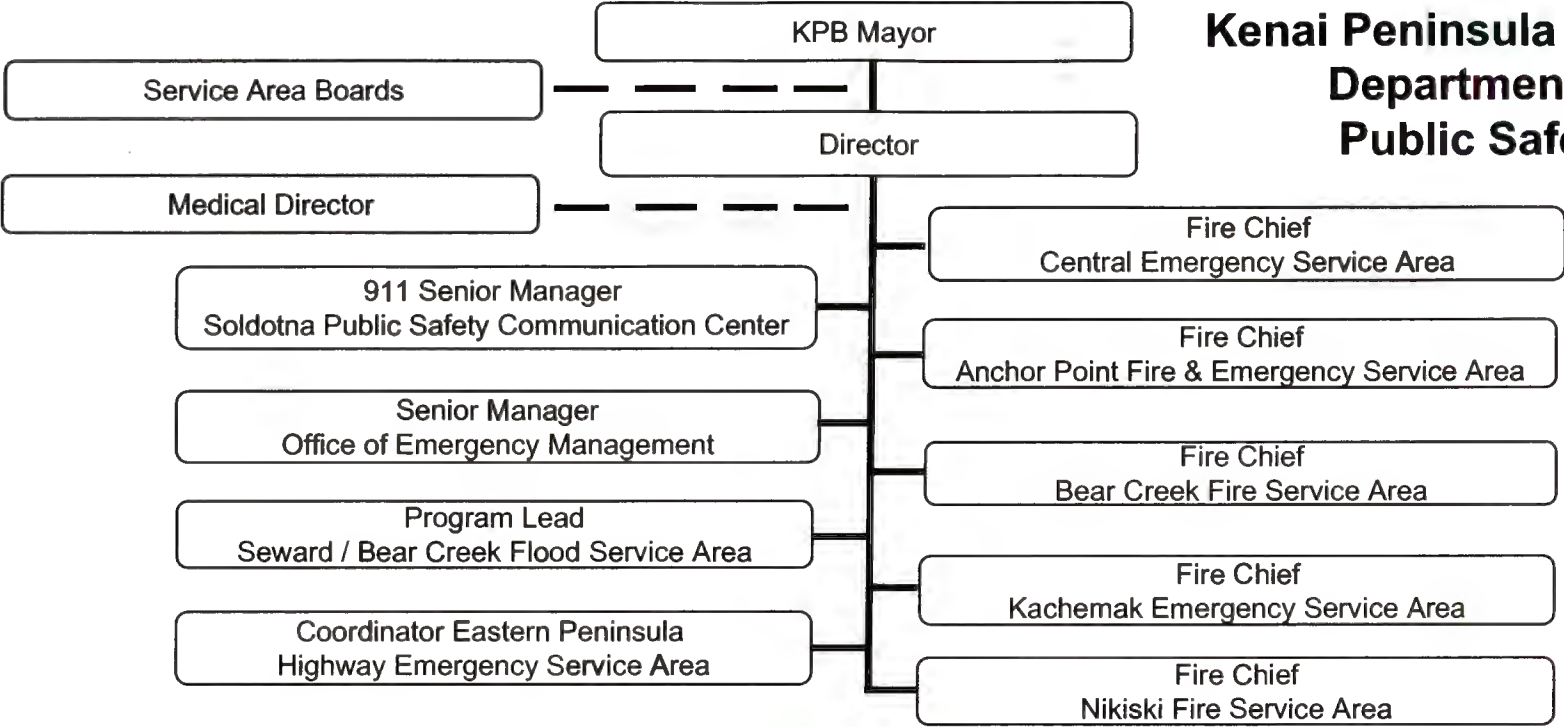 KPB Mayor
Kenai Peninsula
Service Area Boards
Departmen
Director
Public Saf
Medical Director
Fire Chief
Central Emergency Service Area
911 Senior Manager
Soldotna Public Safety Communication Center
Fire Chief
Anchor Point Fire & Emergency Service Area
Senior Manager
Office of Emergency Management
Fire Chief
Bear Creek Fire Service Area
Program Lead
Seward / Bear Creek Flood Service Area
Fire Chief
Kachemak Emergency Service Area
Coordinator Eastern Peninsula
Highway Emergency Service Area
Fire Chief
Nikiski Fire Service Area